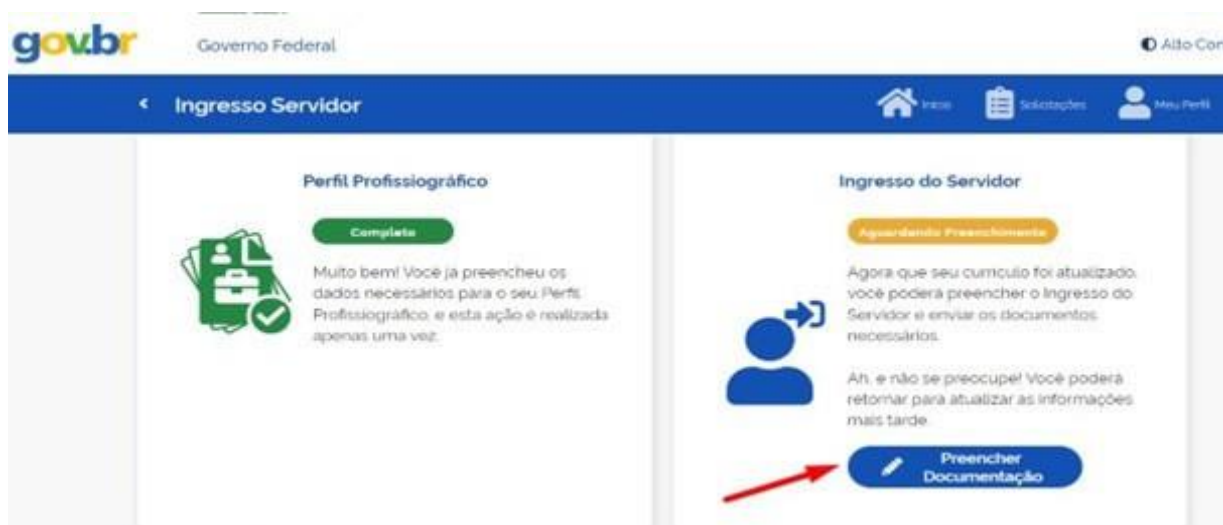 gov.br
Governo Federal
Alto Con
Ingresso Servidor
Início
Solicitações
Meu Perfil
Perfil Profissiográfico
Completo
Muito bem! Você já preencheu os
dados necessários para o seu Perfil
Profissiográfico, e esta ação é realizada
apenas uma vez.
Ingresso do Servidor
Aguardando Preenchimento
Agora que seu currículo foi atualizado,
você poderá preencher o Ingresso do
Servidor e enviar os documentos
necessários.
Ah, e não se preocupe! Você poderá
retornar para atualizar as informações
mais tarde.
Preencher
Documentação